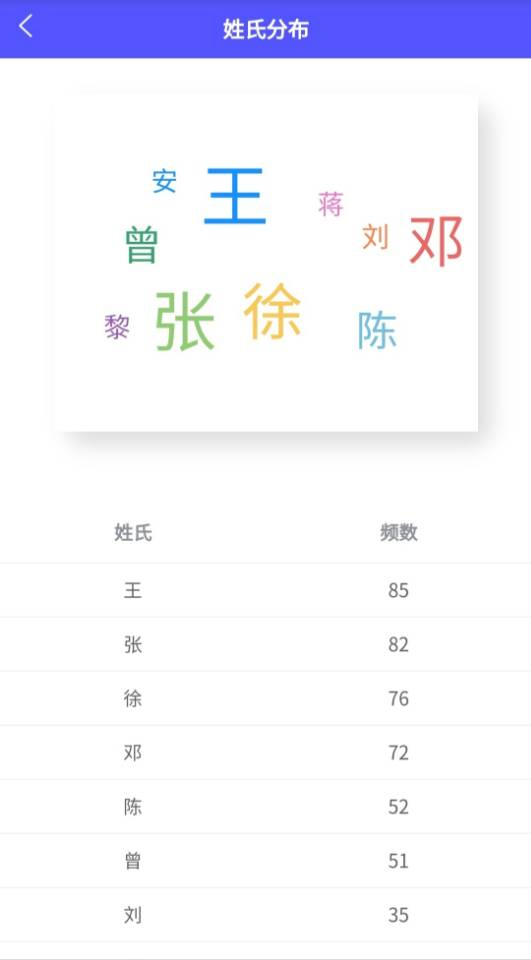 姓氏分布
安 王 蒋
曾 刘 邓
黎 张 徐 陈
姓氏 频数
王 85
张 82
徐 76
邓 72
陈 52
曾 51
刘 35